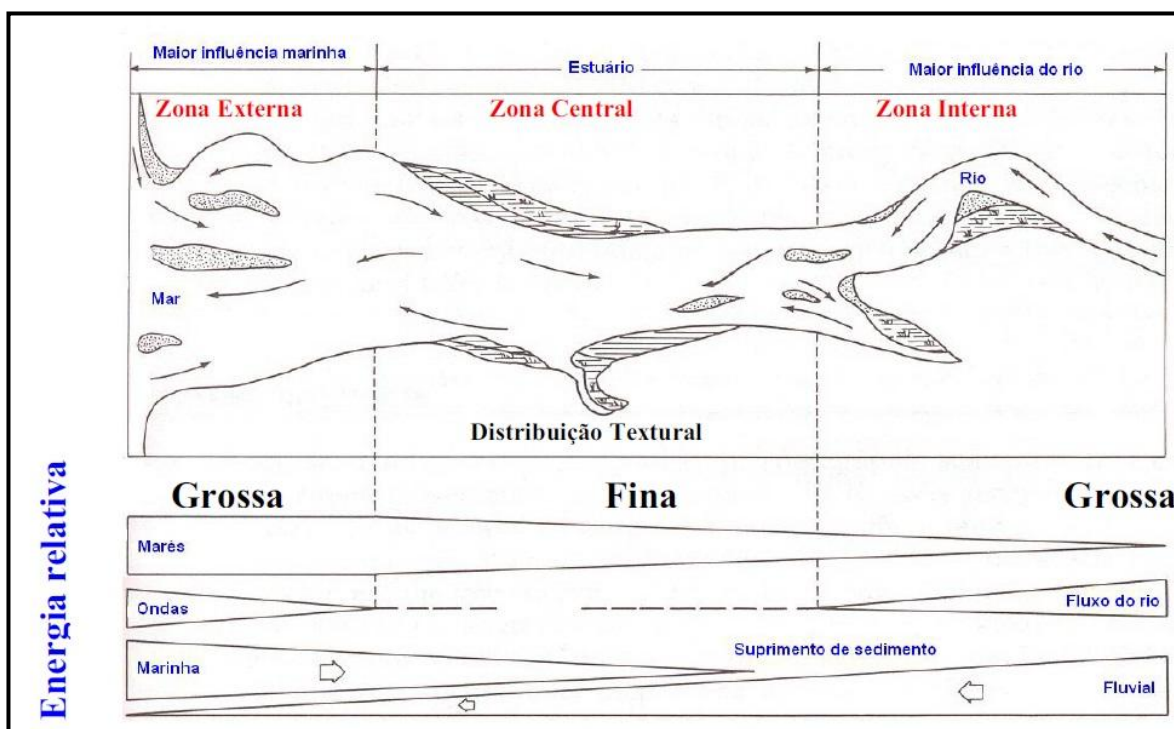 Maior influência marinha
Estuário
Maior influência do rio
Zona Externa
Zona Central
Zona Interna
Rio
Mar
Distribuição Textural
Grossa
Fina
Grossa
Energia relativa
Marés
Ondas
Fluxo do rio
Suprimento de sedimento
Marinha
Fluvial